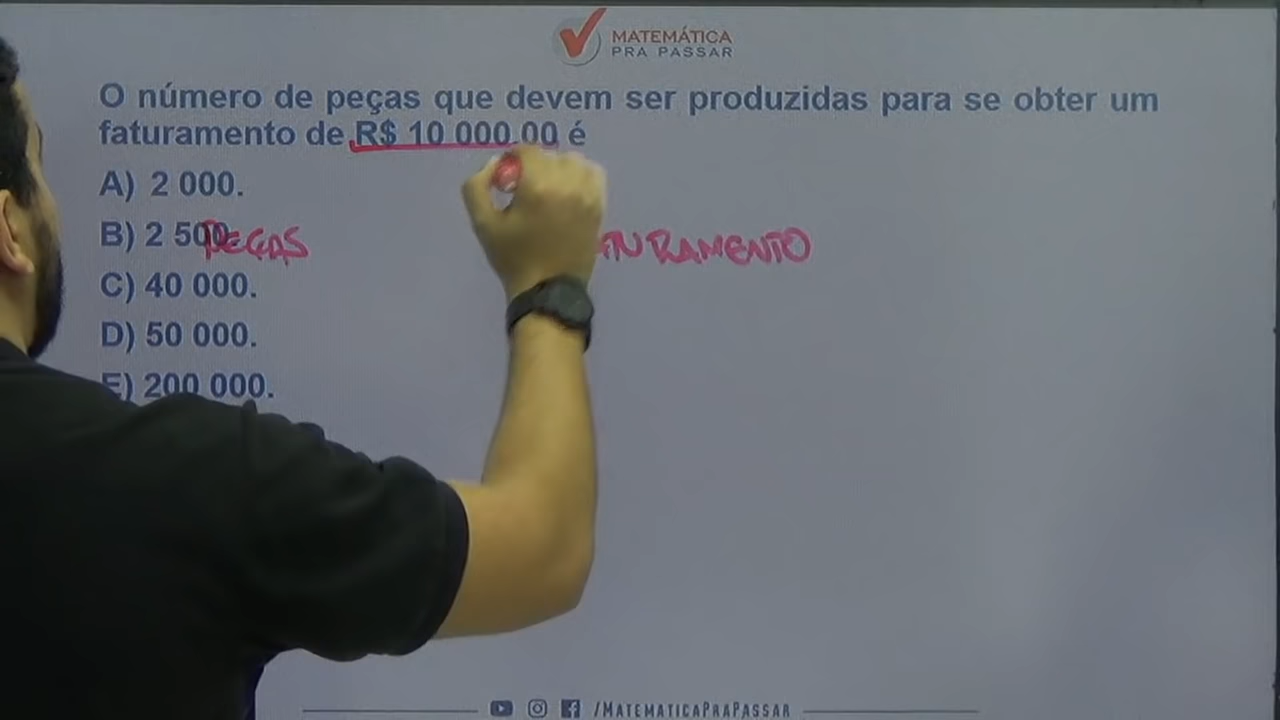 MATEMÁTICA
PRA PASSAR
O número de peças que devem ser produzidas para se obter um
faturamento de R$ 10 000,00 é
A) 2 000.
B) 2 500.
PEÇAS
C) 40 000.
D) 50 000.
E) 200 000.
/MATEMATICAPRAPASSAR